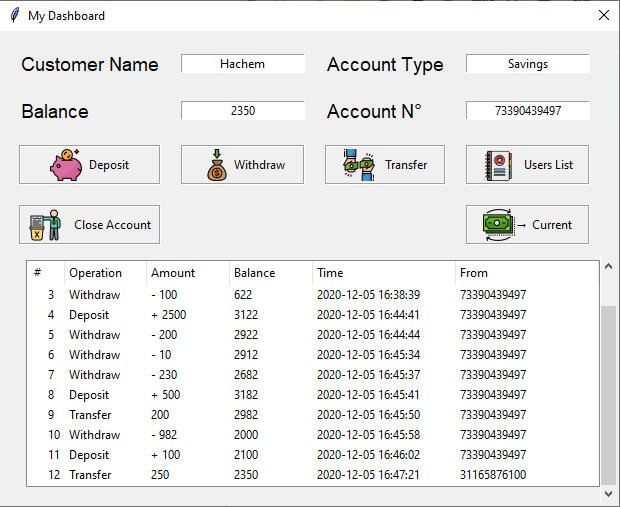 My Dashboard
Customer Name Hachem Account Type Savings
Balance 2350 Account N° 73390439497
Deposit Withdraw Transfer Users List
Close Account → Current
# Operation Amount Balance Time From
3 Withdraw - 100 622 2020-12-05 16:38:39 73390439497
4 Deposit + 2500 3122 2020-12-05 16:44:41 73390439497
5 Withdraw - 200 2922 2020-12-05 16:44:44 73390439497
6 Withdraw - 10 2912 2020-12-05 16:45:34 73390439497
7 Withdraw - 230 2682 2020-12-05 16:45:37 73390439497
8 Deposit + 500 3182 2020-12-05 16:45:41 73390439497
9 Transfer 200 2982 2020-12-05 16:45:50 73390439497
10 Withdraw - 982 2000 2020-12-05 16:45:58 73390439497
11 Deposit + 100 2100 2020-12-05 16:46:02 73390439497
12 Transfer 250 2350 2020-12-05 16:47:21 31165876100